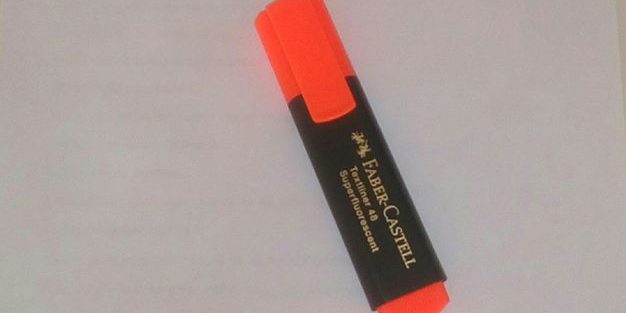 FABER-CASTELL
Textliner 48
Superfluorescent